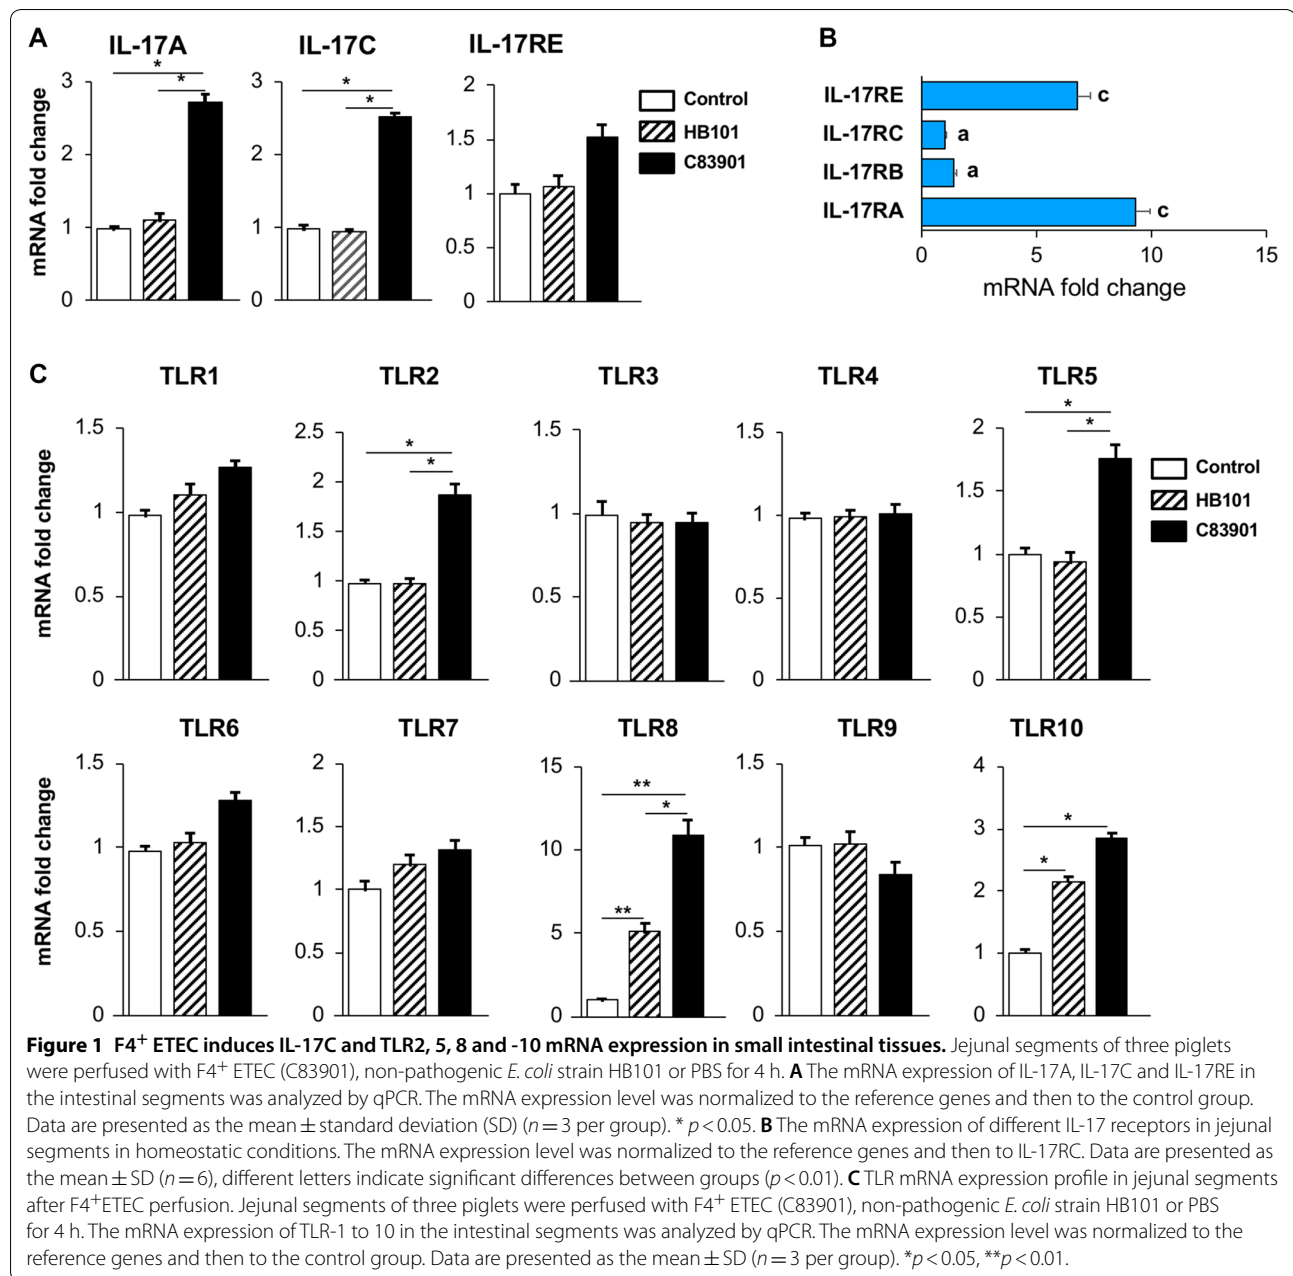 A
IL-17A
IL-17C
IL-17RE
B
mRNA fold change
3
2
1
0
*
*
3
2
1
0
*
*
2
1.5
1
0.5
0
Control
HB101
C83901
IL-17RE
IL-17RC
IL-17RB
IL-17RA
c
a
a
c
0
5
10
15
mRNA fold change
C
TLR1
TLR2
TLR3
TLR4
TLR5
mRNA fold change
1.5
1
0.5
0
2.5
2
1.5
1
0.5
0
*
*
1.5
1
0.5
0
1.5
1
0.5
0
2
1.5
1
0.5
0
*
*
Control
HB101
C83901
TLR6
TLR7
TLR8
TLR9
TLR10
mRNA fold change
1.5
1
0.5
0
2
1.5
1
0.5
0
15
10
5
0
**
*
**
1.5
1
0.5
0
4
3
2
1
0
*
*
Figure 1 F4+ ETEC induces IL-17C and TLR2, 5, 8 and -10 mRNA expression in small intestinal tissues. Jejunal segments of three piglets
were perfused with F4+ ETEC (C83901), non-pathogenic E. coli strain HB101 or PBS for 4 h. A The mRNA expression of IL-17A, IL-17C and IL-17RE in
the intestinal segments was analyzed by qPCR. The mRNA expression level was normalized to the reference genes and then to the control group.
Data are presented as the mean ± standard deviation (SD) (n = 3 per group). * p < 0.05. B The mRNA expression of different IL-17 receptors in jejunal
segments in homeostatic conditions. The mRNA expression level was normalized to the reference genes and then to IL-17RC. Data are presented as
the mean ± SD (n = 6), different letters indicate significant differences between groups (p < 0.01). C TLR mRNA expression profile in jejunal segments
after F4+ETEC perfusion. Jejunal segments of three piglets were perfused with F4+ ETEC (C83901), non-pathogenic E. coli strain HB101 or PBS
for 4 h. The mRNA expression of TLR-1 to 10 in the intestinal segments was analyzed by qPCR. The mRNA expression level was normalized to the
reference genes and then to the control group. Data are presented as the mean ± SD (n = 3 per group). *p < 0.05, **p < 0.01.